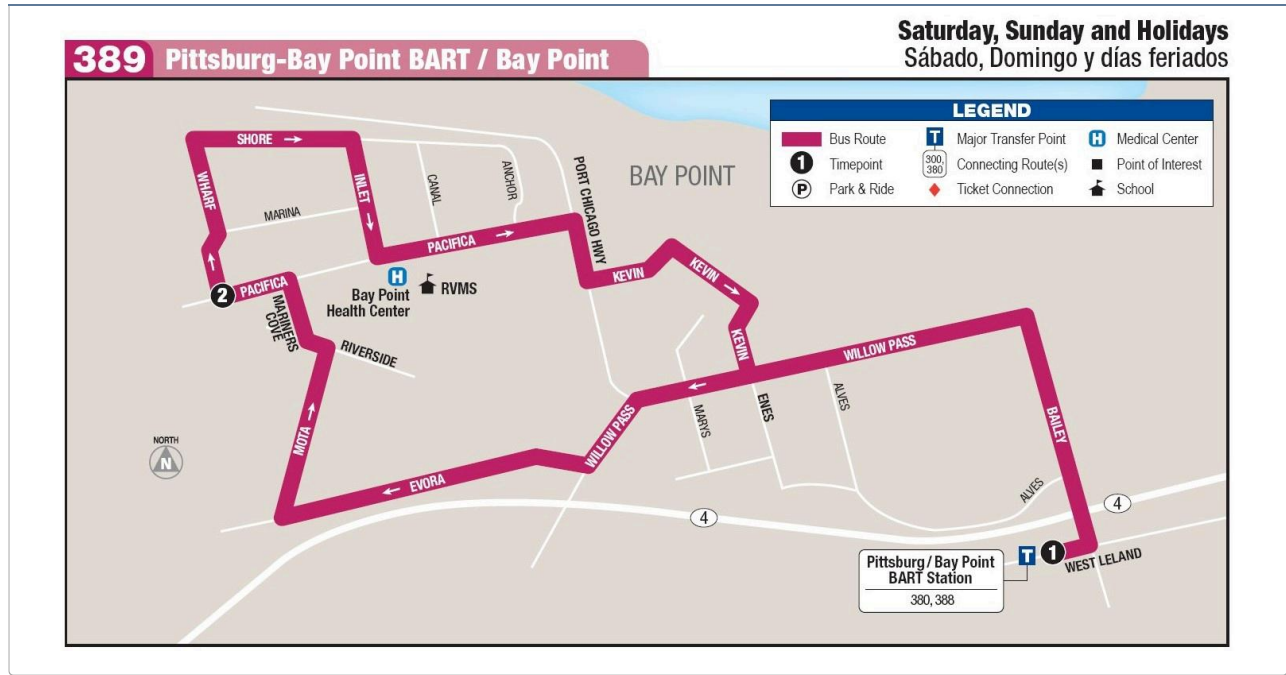 389 Pittsburg-Bay Point BART / Bay Point
Saturday, Sunday and Holidays
Sábado, Domingo y días feriados
LEGEND
Bus Route
T Major Transfer Point
H Medical Center
1 Timepoint
300, 380 Connecting Route(s)
Point of Interest
P Park & Ride
Ticket Connection
School
BAY POINT
SHORE
WHARF
INLET
MARINA
CANAL
ANCHOR
PORT CHICAGO HWY
PACIFICA
2
PACIFICA
MARINERS
COVE
H
Bay Point
Health Center
RVMS
KEVIN
KEVIN
KEVIN
RIVERSIDE
MOTA
NORTH
N
EVORA
WILLOW PASS
WILLOW PASS
MARYS
ENES
ALVES
BAILEY
ALVES
4
4
T
1
WEST LELAND
Pittsburg / Bay Point
BART Station
380, 388